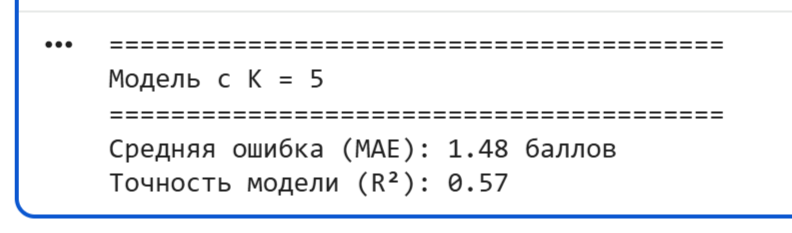 ========================================
Модель с K = 5
========================================
Средняя ошибка (MAE): 1.48 баллов
Точность модели (R²): 0.57